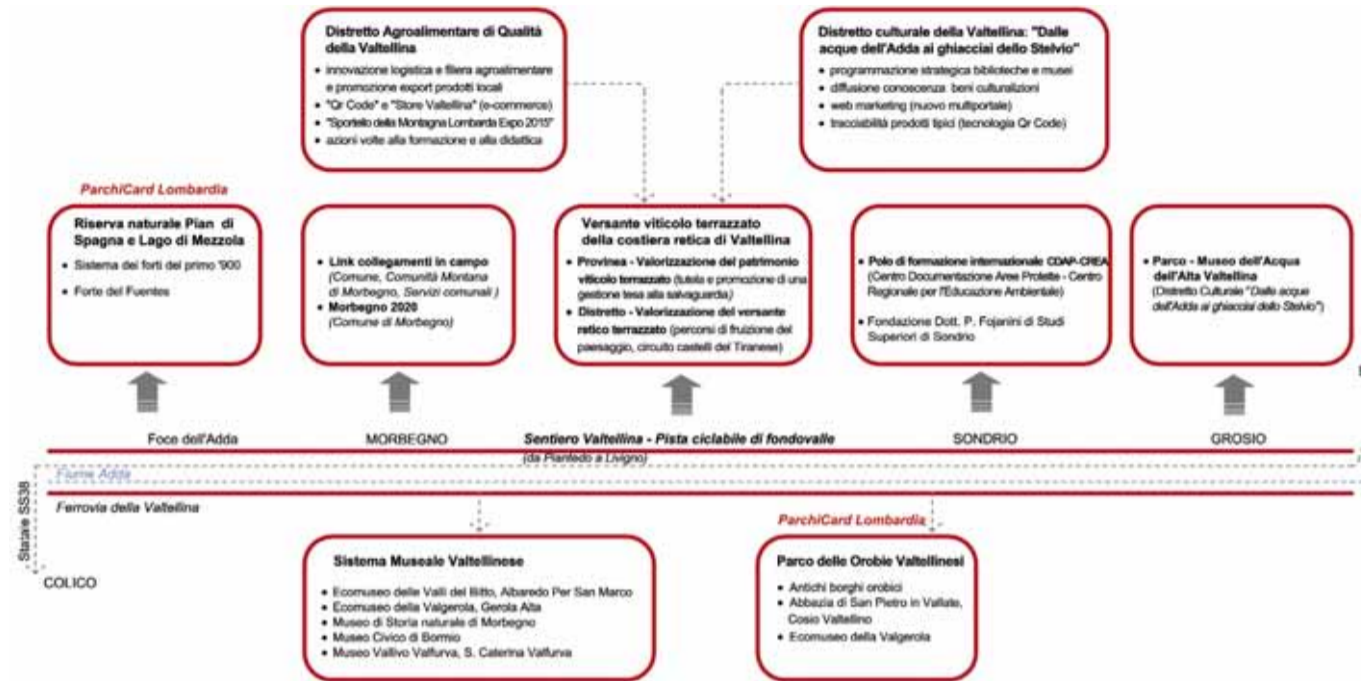 Distretto Agroalimentare di Qualità
della Valtellina
• innovazione logistica e filiera agroalimentare
e promozione export prodotti locali
• "Qr Code" e "Store Valtellina" (e-commerce)
• "Sportello della Montagna Lombarda Expo 2015"
• azioni volte alla formazione e alla didattica
Distretto culturale della Valtellina: "Dalle
acque dell'Adda ai ghiacciai dello Stelvio"
• programmazione strategica biblioteche e musei
• diffusione conoscenza: beni culturalizioni
• web marketing (nuovo multiportale)
• tracciabilità prodotti tipici (tecnologia Qr Code)
ParchiCard Lombardia
Riserva naturale Pian di
Spagna e Lago di Mezzola
• Sistema dei forti del primo '900
• Forte del Fuentes
• Link collegamenti in campo
(Comune, Comunità Montana
di Morbegno, Servizi comunali )
• Morbegno 2020
(Comune di Morbegno)
Versante viticolo terrazzato
della costiera retica di Valtellina
• Provinea - Valorizzazione del patrimonio
viticolo terrazzato (tutela e promozione di una
gestione tesa alla salvaguardia)
• Distretto - Valorizzazione del versante
retico terrazzato (percorsi di fruizione del
paesaggio, circuito castelli del Tiranese)
• Polo di formazione internazionale CDAP-CREA
(Centro Documentazione Aree Protette - Centro
Regionale per l'Educazione Ambientale)
• Fondazione Dott. P. Fojanini di Studi
Superiori di Sondrio
• Parco - Museo dell'Acqua
dell'Alta Valtellina
(Distretto Culturale "Dalle acque
dell'Adda ai ghiacciai dello Stelvio")
Foce dell'Adda
MORBEGNO
Sentiero Valtellina - Pista ciclabile di fondovalle
(da Piantedo a Livigno)
SONDRIO
GROSIO
Fiume Adda
Ferrovia della Valtellina
Statale SS38
COLICO
Sistema Museale Valtellinese
• Ecomuseo delle Valli del Bitto, Albaredo Per San Marco
• Ecomuseo della Valgerola, Gerola Alta
• Museo di Storia naturale di Morbegno
• Museo Civico di Bormio
• Museo Vallivo Valfurva, S. Caterina Valfurva
ParchiCard Lombardia
Parco delle Orobie Valtellinesi
• Antichi borghi orobici
• Abbazia di San Pietro in Vallate,
Cosio Valtellino
• Ecomuseo della Valgerola